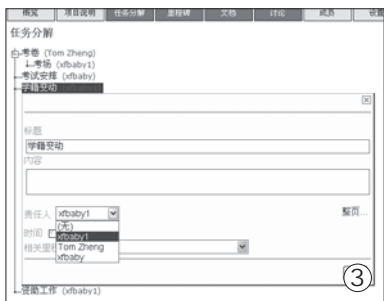 概览 项目说明 任务分解 里程碑 文档 讨论 成员 设置
任务分解
考卷 (Tom Zheng)
考场 (xfbaby1)
考试安排 (xfbaby)
学籍变动
标题
学籍变动
内容
责任人 xfbaby1 整页...
(无)
时间 xfbaby1
相关里程 Tom Zheng
xfbaby
③
资助工作 (xfbaby1)